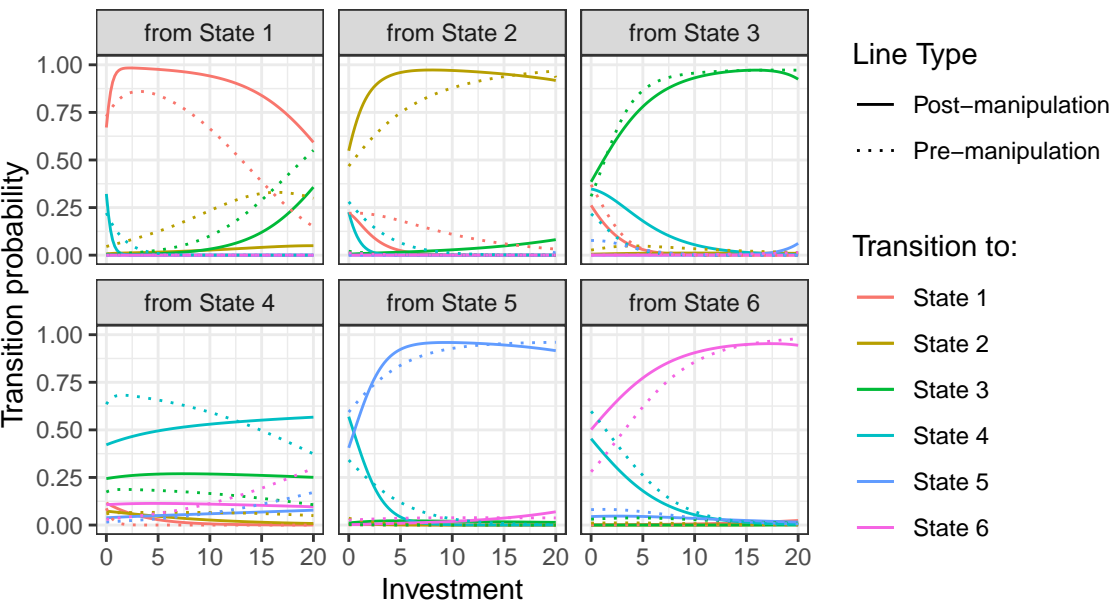 from State 1
from State 2
from State 3
1.00
0.75
0.50
0.25
0.00
from State 4
from State 5
from State 6
1.00
0.75
0.50
0.25
0.00
0 5 10 15 20
0 5 10 15 20
0 5 10 15 20
Investment
Transition probability
Line Type
Post−manipulation
Pre−manipulation
Transition to:
State 1
State 2
State 3
State 4
State 5
State 6